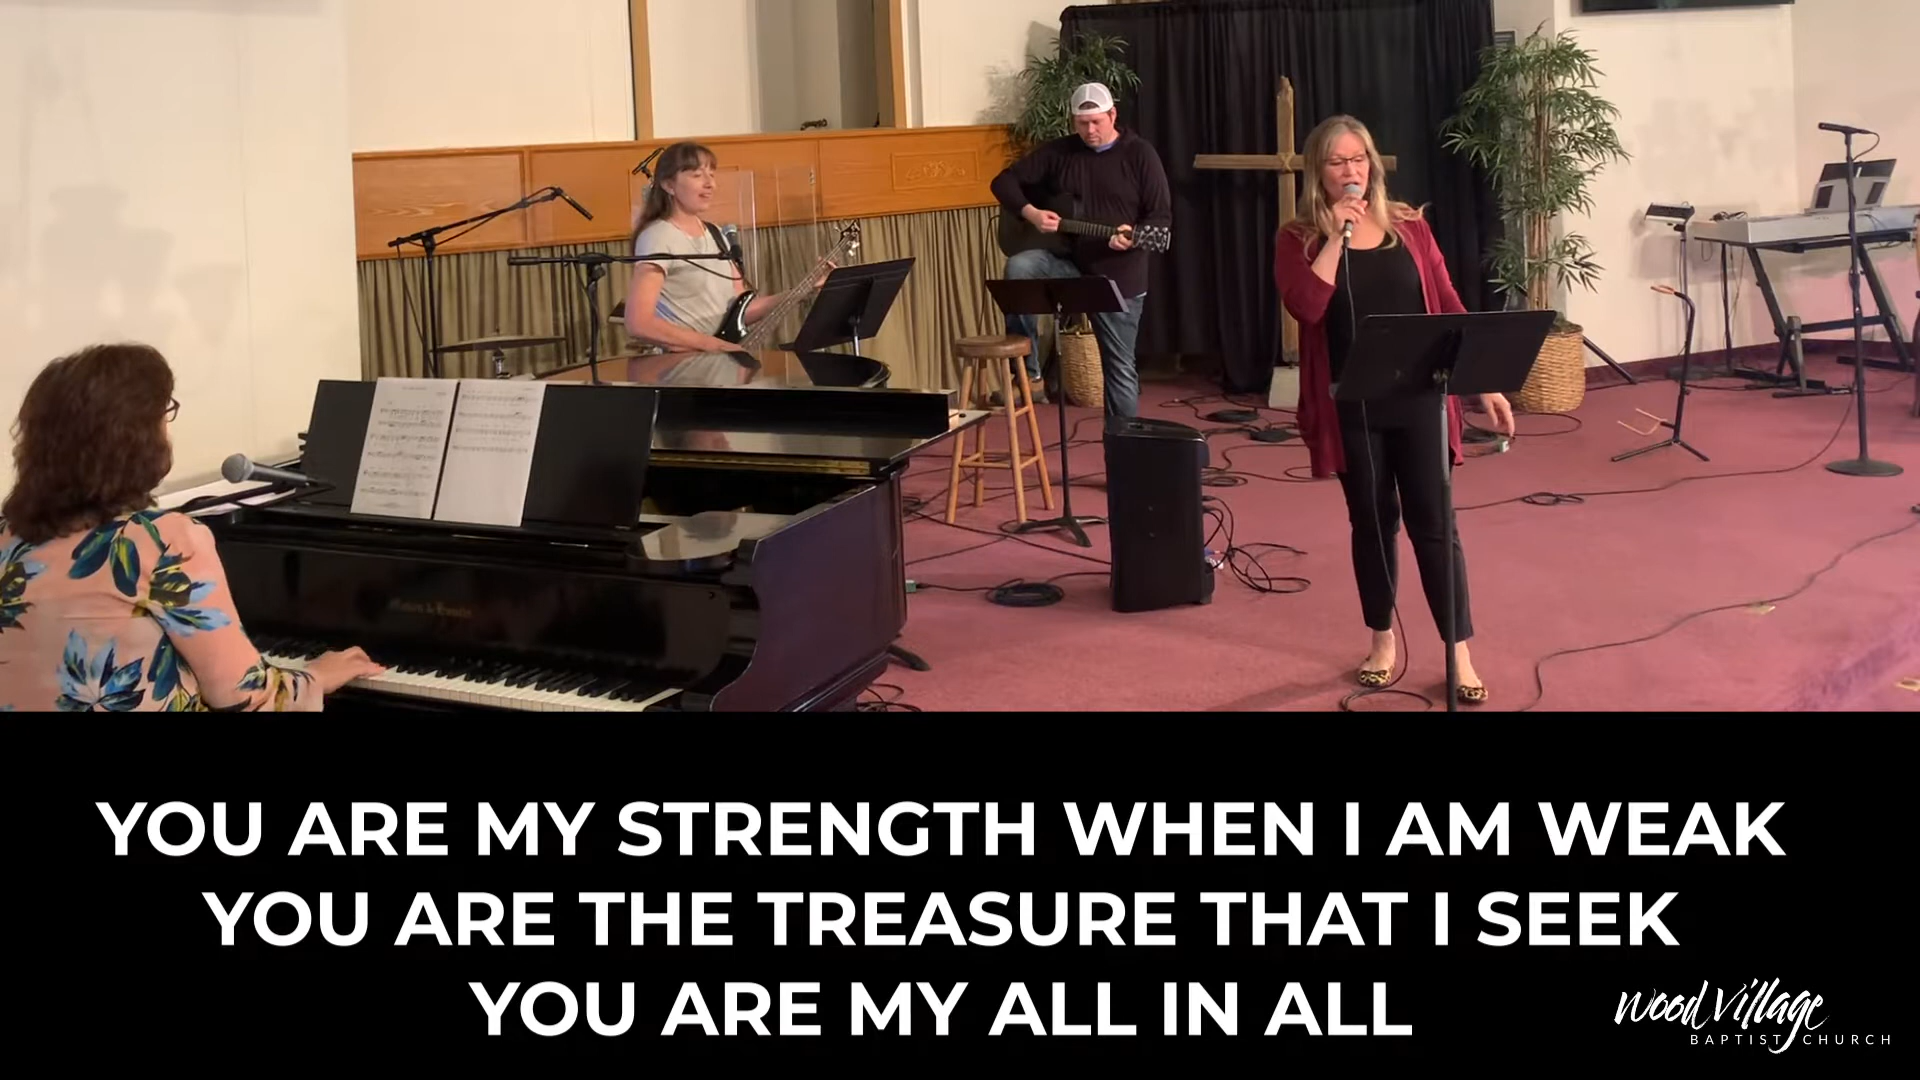 YOU ARE MY STRENGTH WHEN I AM WEAK
YOU ARE THE TREASURE THAT I SEEK
YOU ARE MY ALL IN ALL
Wood Village
BAPTIST CHURCH